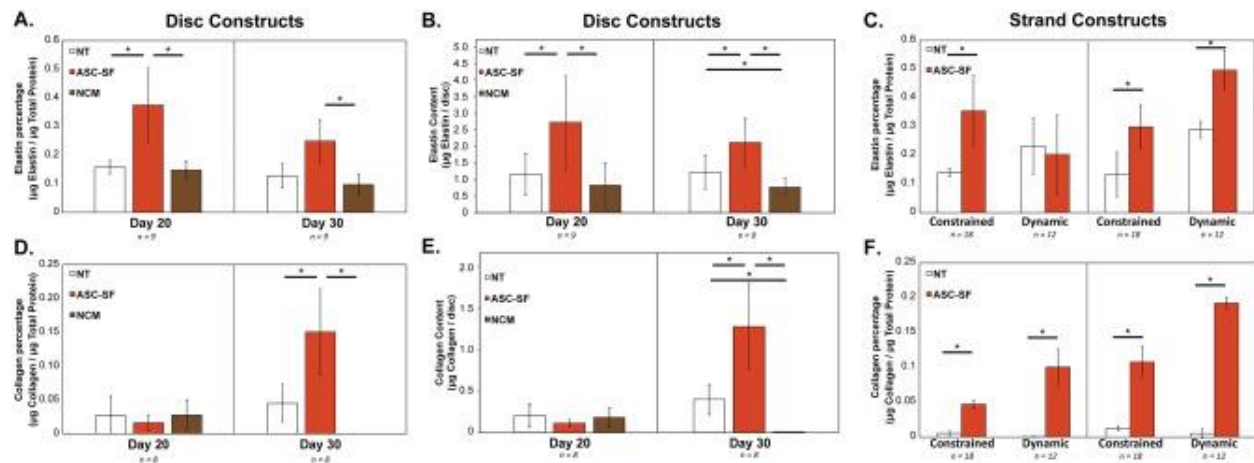 A.
Disc Constructs
Elastin percentage
(µg Elastin / µg Total Protein)
0.6
0.5
0.4
0.3
0.2
0.1
0
NT
ASC-SF
NCM
*
*
*
Day 20
n = 9
Day 30
n = 9
B.
Disc Constructs
Elastin Content
(µg Elastin / disc)
5.0
4.5
4.0
3.5
3.0
2.5
2.0
1.5
1.0
0.5
0
NT
ASC-SF
NCM
*
*
*
*
*
Day 20
n = 9
Day 30
n = 8
C.
Strand Constructs
Elastin percentage
(µg Elastin / µg Total Protein)
0.6
0.5
0.4
0.3
0.2
0.1
0
NT
ASC-SF
*
*
*
Constrained
n = 18
Dynamic
n = 12
Constrained
n = 18
Dynamic
n = 12
D.
Collagen percentage
(µg Collagen / µg Total Protein)
0.25
0.20
0.15
0.10
0.05
0
NT
ASC-SF
NCM
*
*
Day 20
n = 8
Day 30
n = 8
E.
Collagen Content
(µg Collagen / disc)
2.0
1.5
1.0
0.5
0
NT
ASC-SF
NCM
*
*
*
Day 20
n = 8
Day 30
n = 8
F.
Collagen percentage
(µg Collagen / µg Total Protein)
0.25
0.2
0.15
0.1
0.05
0
NT
ASC-SF
*
*
*
*
Constrained
n = 18
Dynamic
n = 12
Constrained
n = 18
Dynamic
n = 12